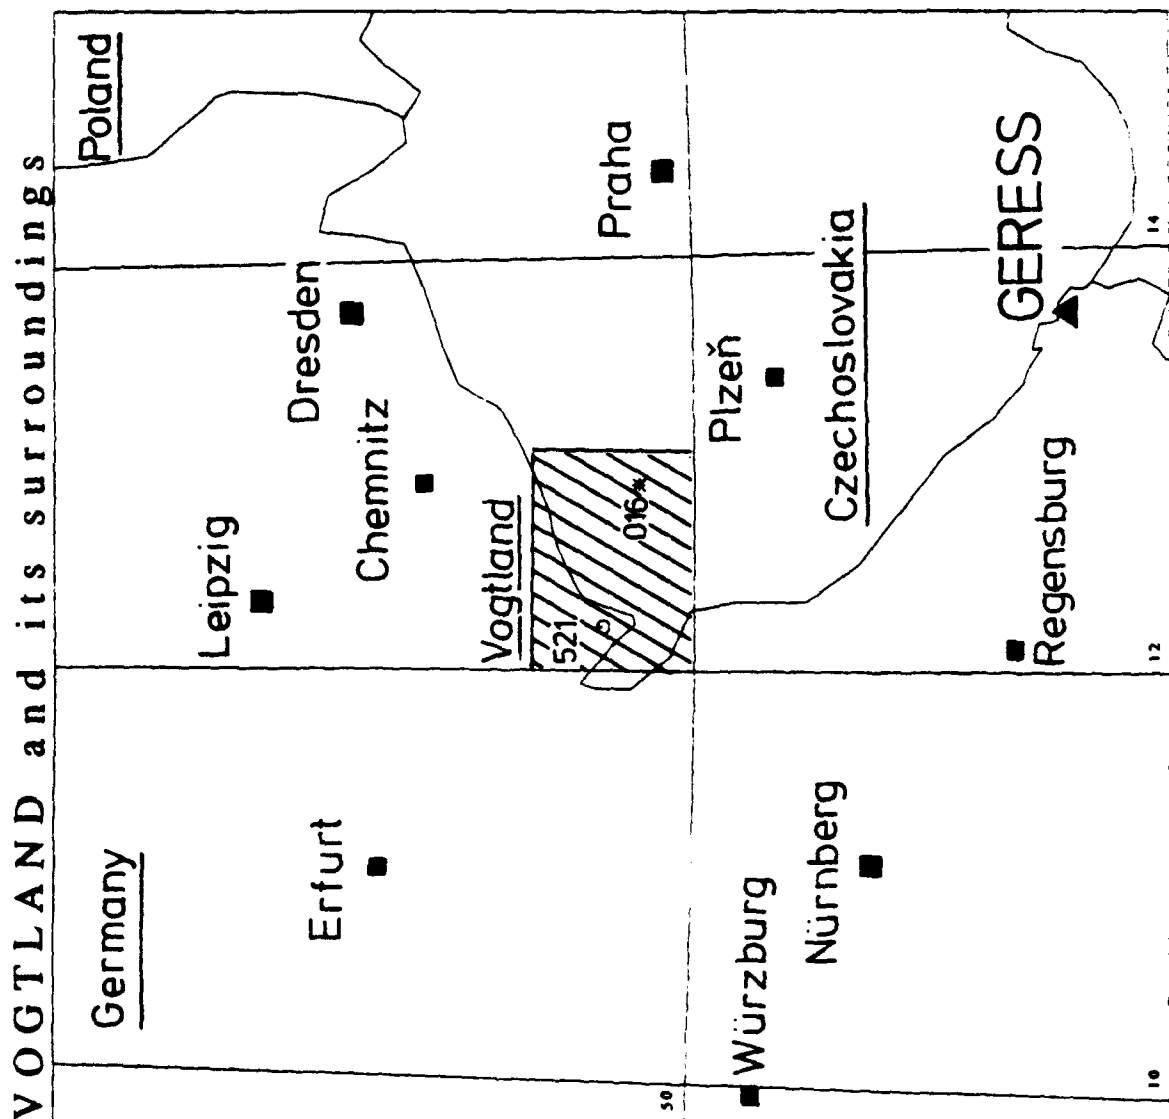 VOGTLAND and its surroundings
Germany
Poland
Leipzig
Erfurt
Dresden
Chemnitz
Vogtland
521
016
Praha
50
Würzburg
Plzeň
Nürnberg
Czechoslovakia
GERESS
Regensburg
10
12
14